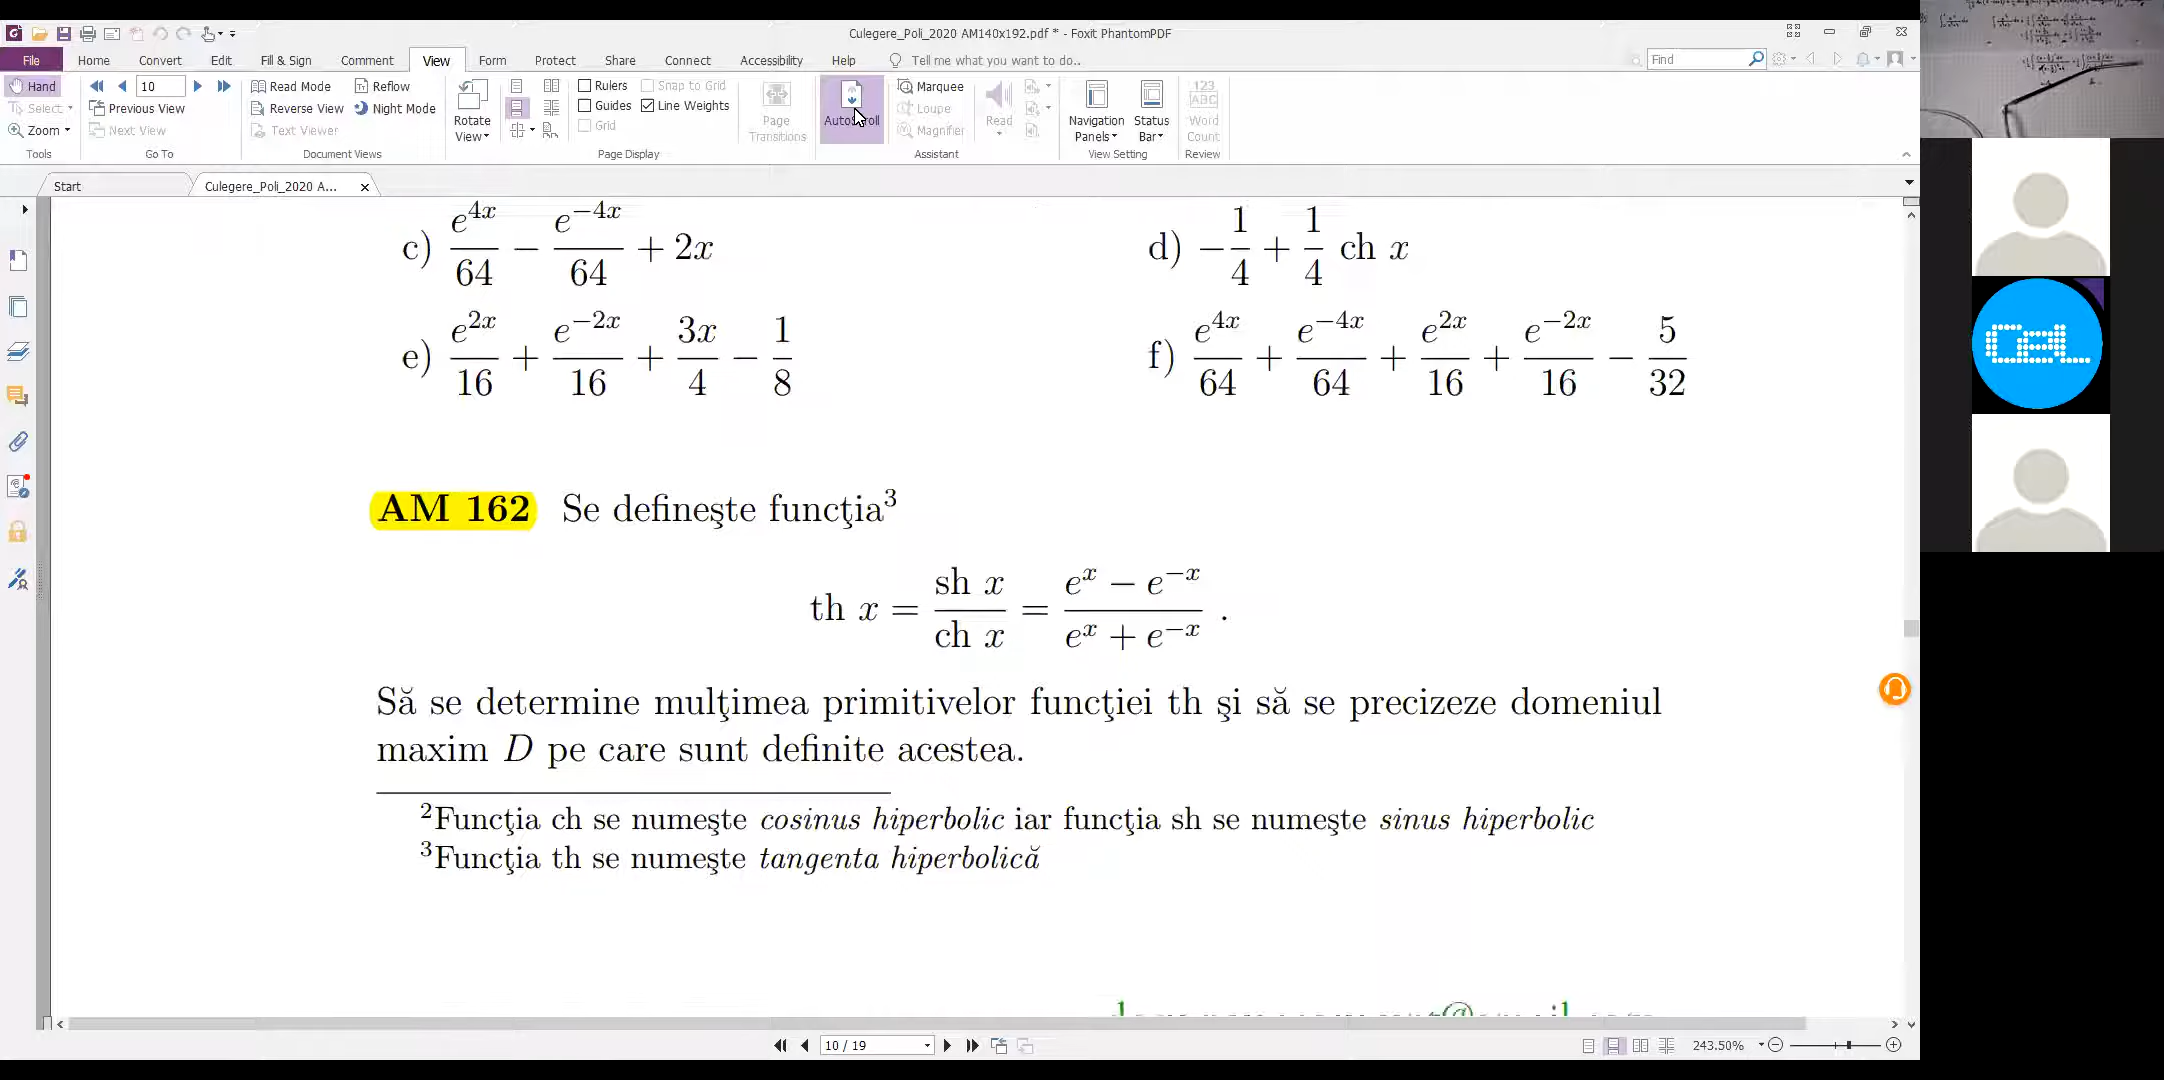 Culegere_Poli_2020 AM140x192.pdf * - Foxit PhantomPDF
File Home Convert Edit Fill & Sign Comment View Form Protect Share Connect Accessibility Help Tell me what you want to do.. Find
Hand 10 Read Mode Reflow Rulers Snap to Grid Marquee
Select Previous View Reverse View Night Mode Guides Line Weights Loupe
Zoom Next View Text Viewer Grid Magnifier
Rotate View Page Transitions AutoScroll Read Navigation Panels Status Bar 123 ABC Word Count
Tools Go To Document Views Page Display Assistant View Setting Review
Start Culegere_Poli_2020 A...
c) e^{4x}/64 − e^{−4x}/64 + 2x d) −1/4 + 1/4 ch x
e) e^{2x}/16 + e^{−2x}/16 + 3x/4 − 1/8 f) e^{4x}/64 + e^{−4x}/64 + e^{2x}/16 + e^{−2x}/16 − 5/32
AM 162 Se defineşte funcţia³
th x = sh x / ch x = (e^x − e^{−x}) / (e^x + e^{−x}) .
Să se determine mulţimea primitivelor funcţiei th şi să se precizeze domeniul
maxim D pe care sunt definite acestea.
²Funcţia ch se numeşte cosinus hiperbolic iar funcţia sh se numeşte sinus hiperbolic
³Funcţia th se numeşte tangenta hiperbolică
10 / 19 243.50%